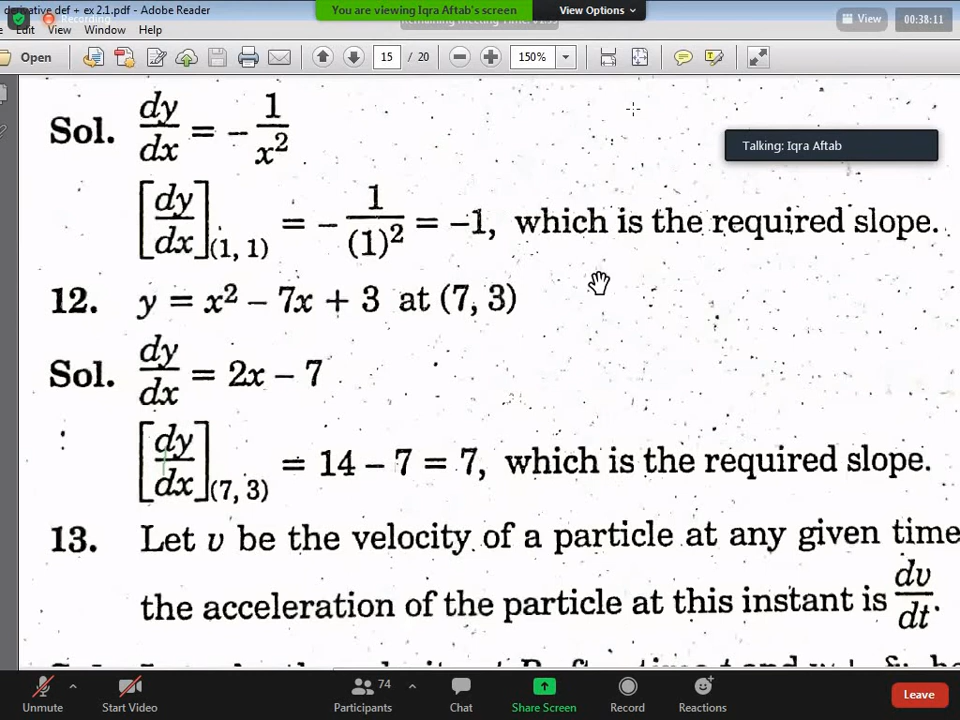 derivative def + ex 2.1.pdf - Adobe Reader
You are viewing Iqra Aftab's screen
View Options
Recording
View
00:38:11
Edit View Window Help
Open
15 / 20
150%
Talking: Iqra Aftab
Sol. dy/dx = - 1/x²
[dy/dx](1, 1) = - 1/(1)² = -1, which is the required slope.
12. y = x² - 7x + 3 at (7, 3)
Sol. dy/dx = 2x - 7
[dy/dx](7, 3) = 14 - 7 = 7, which is the required slope.
13. Let v be the velocity of a particle at any given time
the acceleration of the particle at this instant is dv/dt.
74
Unmute Start Video Participants Chat Share Screen Record Reactions Leave